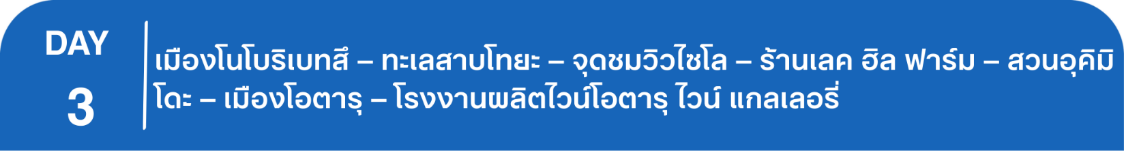 DAY
3
เมืองโนโบริเบทสึ – ทะเลสาบโทยะ – จุดชมวิวไซโล – ร้านเลค ฮิล ฟาร์ม – สวนอุคิมิ
โดะ – เมืองโอตารุ – โรงงานผลิตไวน์โอตารุ ไวน์ แกลเลอรี่